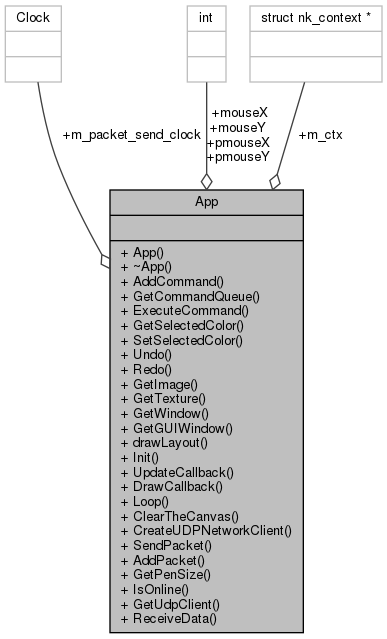 Clock
int
struct nk_context *
+m_packet_send_clock
+mouseX
+mouseY
+pmouseX
+pmouseY
+m_ctx
App
+ App()
+ ~App()
+ AddCommand()
+ GetCommandQueue()
+ ExecuteCommand()
+ GetSelectedColor()
+ SetSelectedColor()
+ Undo()
+ Redo()
+ GetImage()
+ GetTexture()
+ GetWindow()
+ GetGUIWindow()
+ drawLayout()
+ Init()
+ UpdateCallback()
+ DrawCallback()
+ Loop()
+ ClearTheCanvas()
+ CreateUDPNetworkClient()
+ SendPacket()
+ AddPacket()
+ GetPenSize()
+ IsOnline()
+ GetUdpClient()
+ ReceiveData()